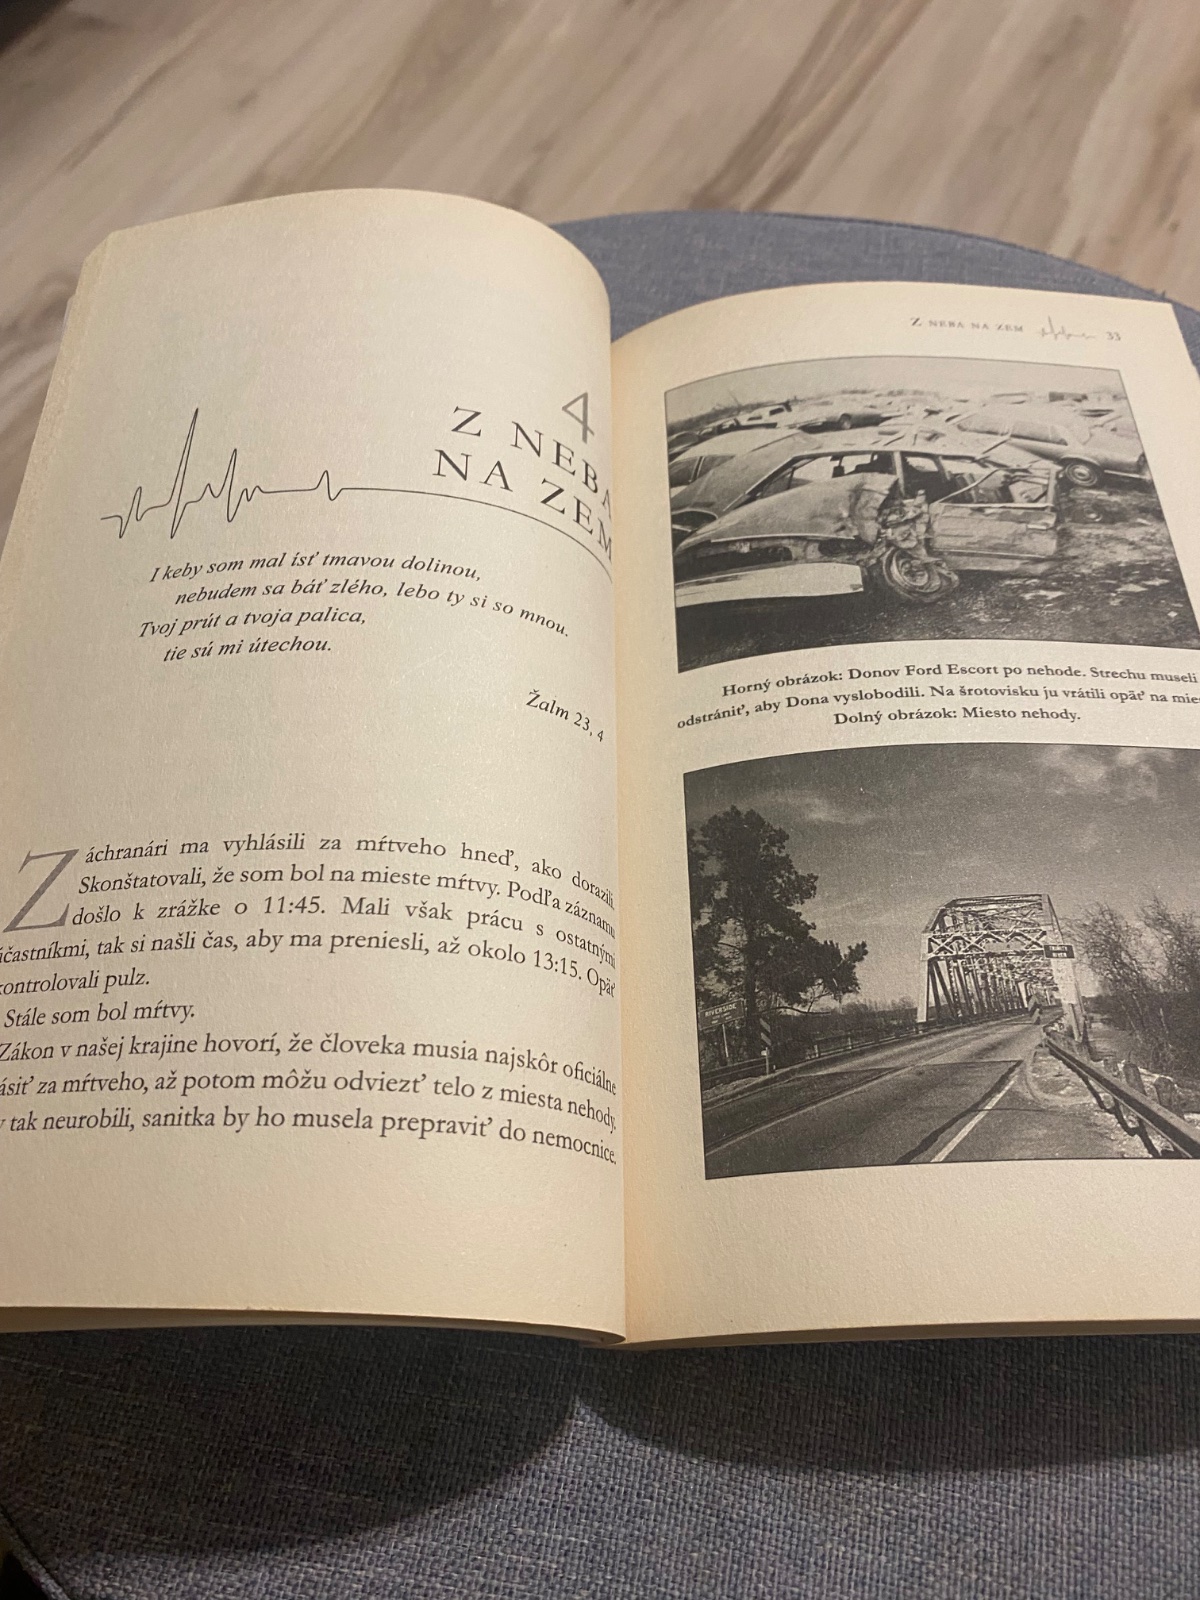 4
Z NEBA
NA ZEM
I keby som mal ísť tmavou dolinou,
nebudem sa báť zlého, lebo ty si so mnou.
Tvoj prút a tvoja palica,
tie sú mi útechou.
Žalm 23, 4
Záchranári ma vyhlásili za mŕtveho hneď, ako dorazili.
Skonštatovali, že som bol na mieste mŕtvy. Podľa záznamu
došlo k zrážke o 11:45. Mali však prácu s ostatnými
účastníkmi, tak si našli čas, aby ma preniesli, až okolo 13:15. Opäť
kontrolovali pulz.
Stále som bol mŕtvy.
Zákon v našej krajine hovorí, že človeka musia najskôr oficiálne
ásiť za mŕtveho, až potom môžu odviezť telo z miesta nehody.
y tak neurobili, sanitka by ho musela prepraviť do nemocnice.
Z NEBA NA ZEM 33
Horný obrázok: Donov Ford Escort po nehode. Strechu museli
odstrániť, aby Dona vyslobodili. Na šrotovisku ju vrátili opäť na mies
Dolný obrázok: Miesto nehody.
TRINITY
RIVER
RIVERSIDE